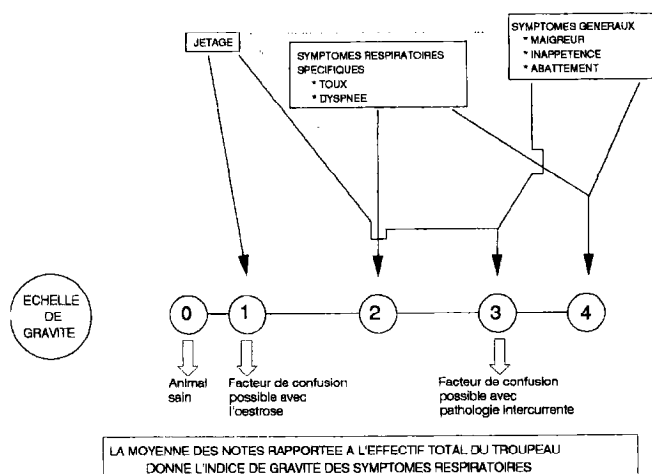 JETAGE
SYMPTOMES RESPIRATOIRES
SPECIFIQUES
* TOUX
* DYSPNEE
SYMPTOMES GENERAUX
* MAIGREUR
* INAPPETENCE
* ABATTEMENT
ECHELLE
DE
GRAVITE
0
1
2
3
4
Animal
sain
Facteur de confusion
possible avec
l'oestrose
Facteur de confusion
possible avec
pathologie intercurrente
LA MOYENNE DES NOTES RAPPORTEE A L'EFFECTIF TOTAL DU TROUPEAU
DONNE L'INDICE DE GRAVITE DES SYMPTOMES RESPIRATOIRES